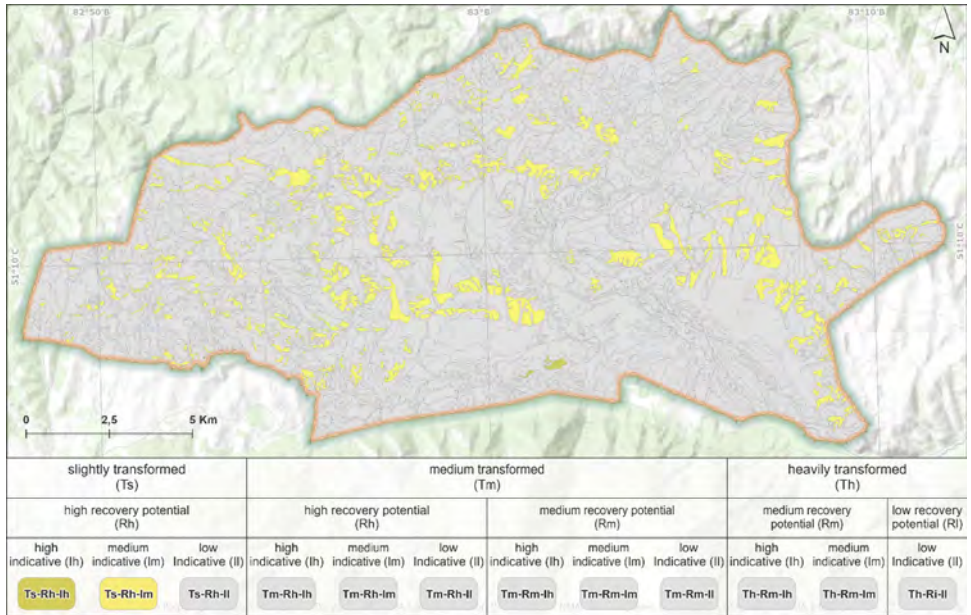 82°50'B
83°B
83°10'B
N
51°10'C
51°10'C
0 2,5 5 Km
slightly transformed
(Ts)
medium transformed
(Tm)
heavily transformed
(Th)
high recovery potential
(Rh)
high recovery potential
(Rh)
medium recovery potential
(Rm)
medium recovery
potential (Rm)
low recovery
potential (Rl)
high
indicative (Ih)
medium
indicative (Im)
low
Indicative (Il)
high
indicative (Ih)
medium
indicative (Im)
low
Indicative (Il)
high
indicative (Ih)
medium
indicative (Im)
low
Indicative (Il)
high
indicative (Ih)
medium
indicative (Im)
low
Indicative (Il)
Ts-Rh-Ih
Ts-Rh-Im
Ts-Rh-Il
Tm-Rh-Ih
Tm-Rh-Im
Tm-Rh-Il
Tm-Rm-Ih
Tm-Rm-Im
Tm-Rm-Il
Th-Rm-Ih
Th-Rm-Im
Th-Ri-Il